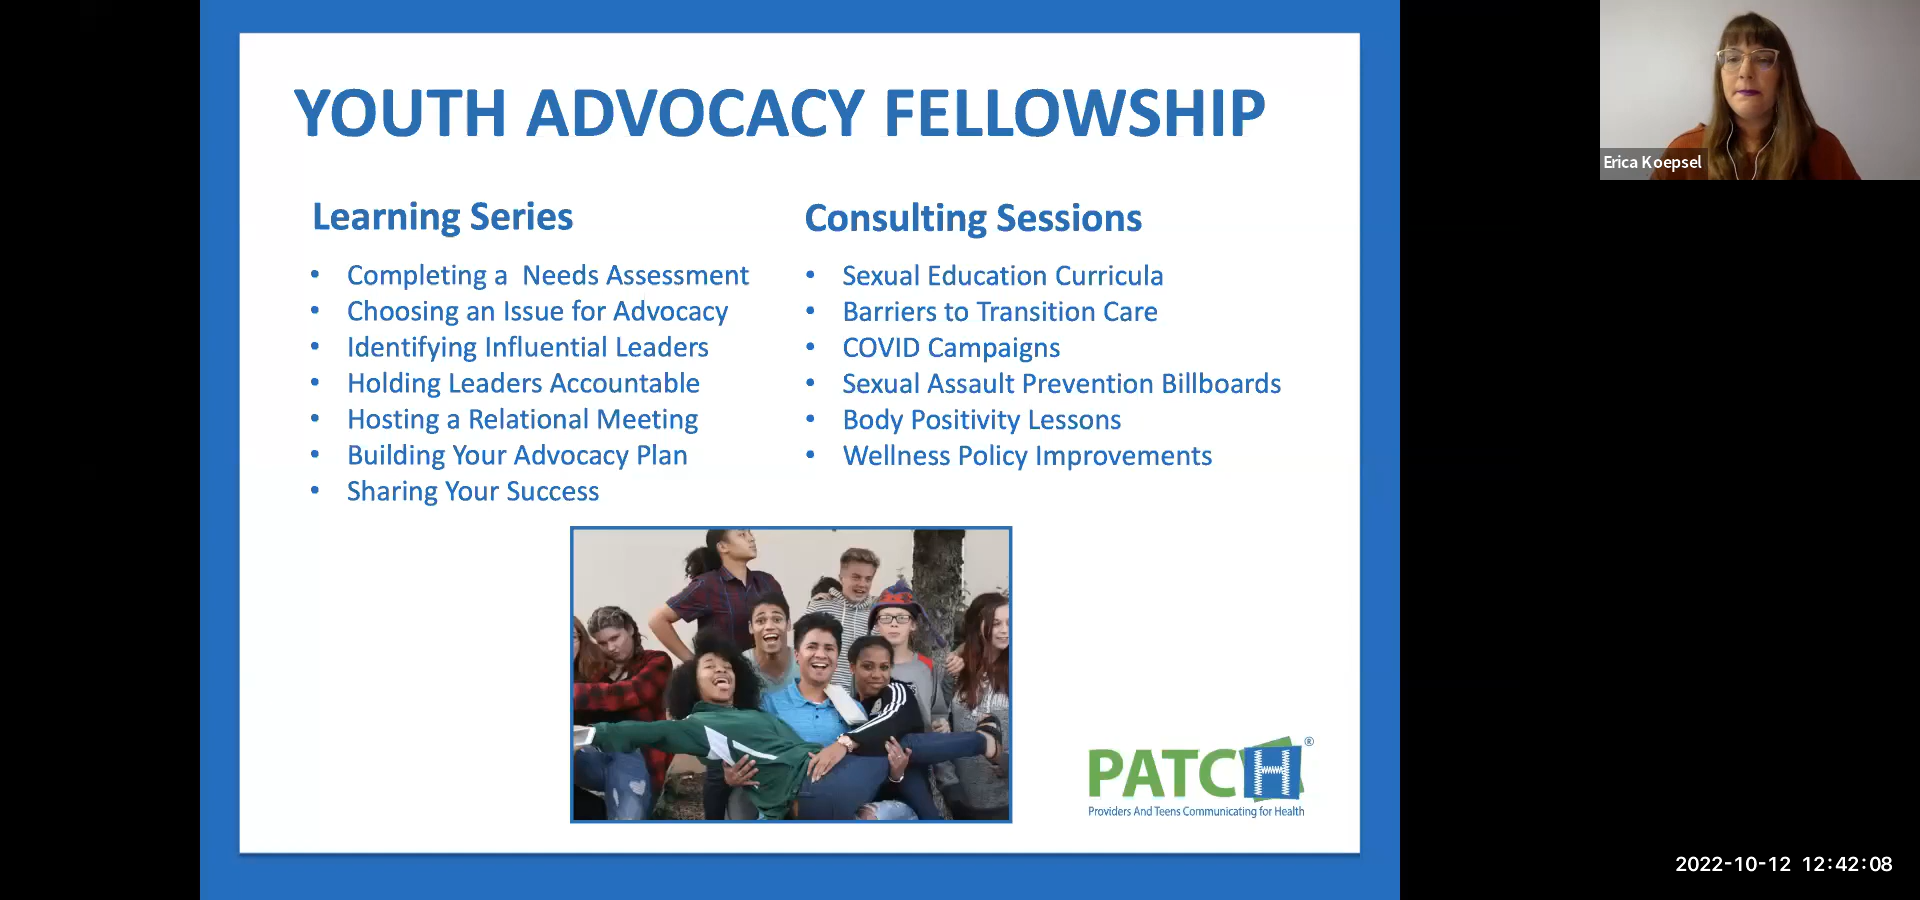 YOUTH ADVOCACY FELLOWSHIP
Learning Series
• Completing a  Needs Assessment
• Choosing an Issue for Advocacy
• Identifying Influential Leaders
• Holding Leaders Accountable
• Hosting a Relational Meeting
• Building Your Advocacy Plan
• Sharing Your Success
Consulting Sessions
• Sexual Education Curricula
• Barriers to Transition Care
• COVID Campaigns
• Sexual Assault Prevention Billboards
• Body Positivity Lessons
• Wellness Policy Improvements
PATCH®
Providers And Teens Communicating for Health
Erica Koepsel
2022-10-12 12:42:08